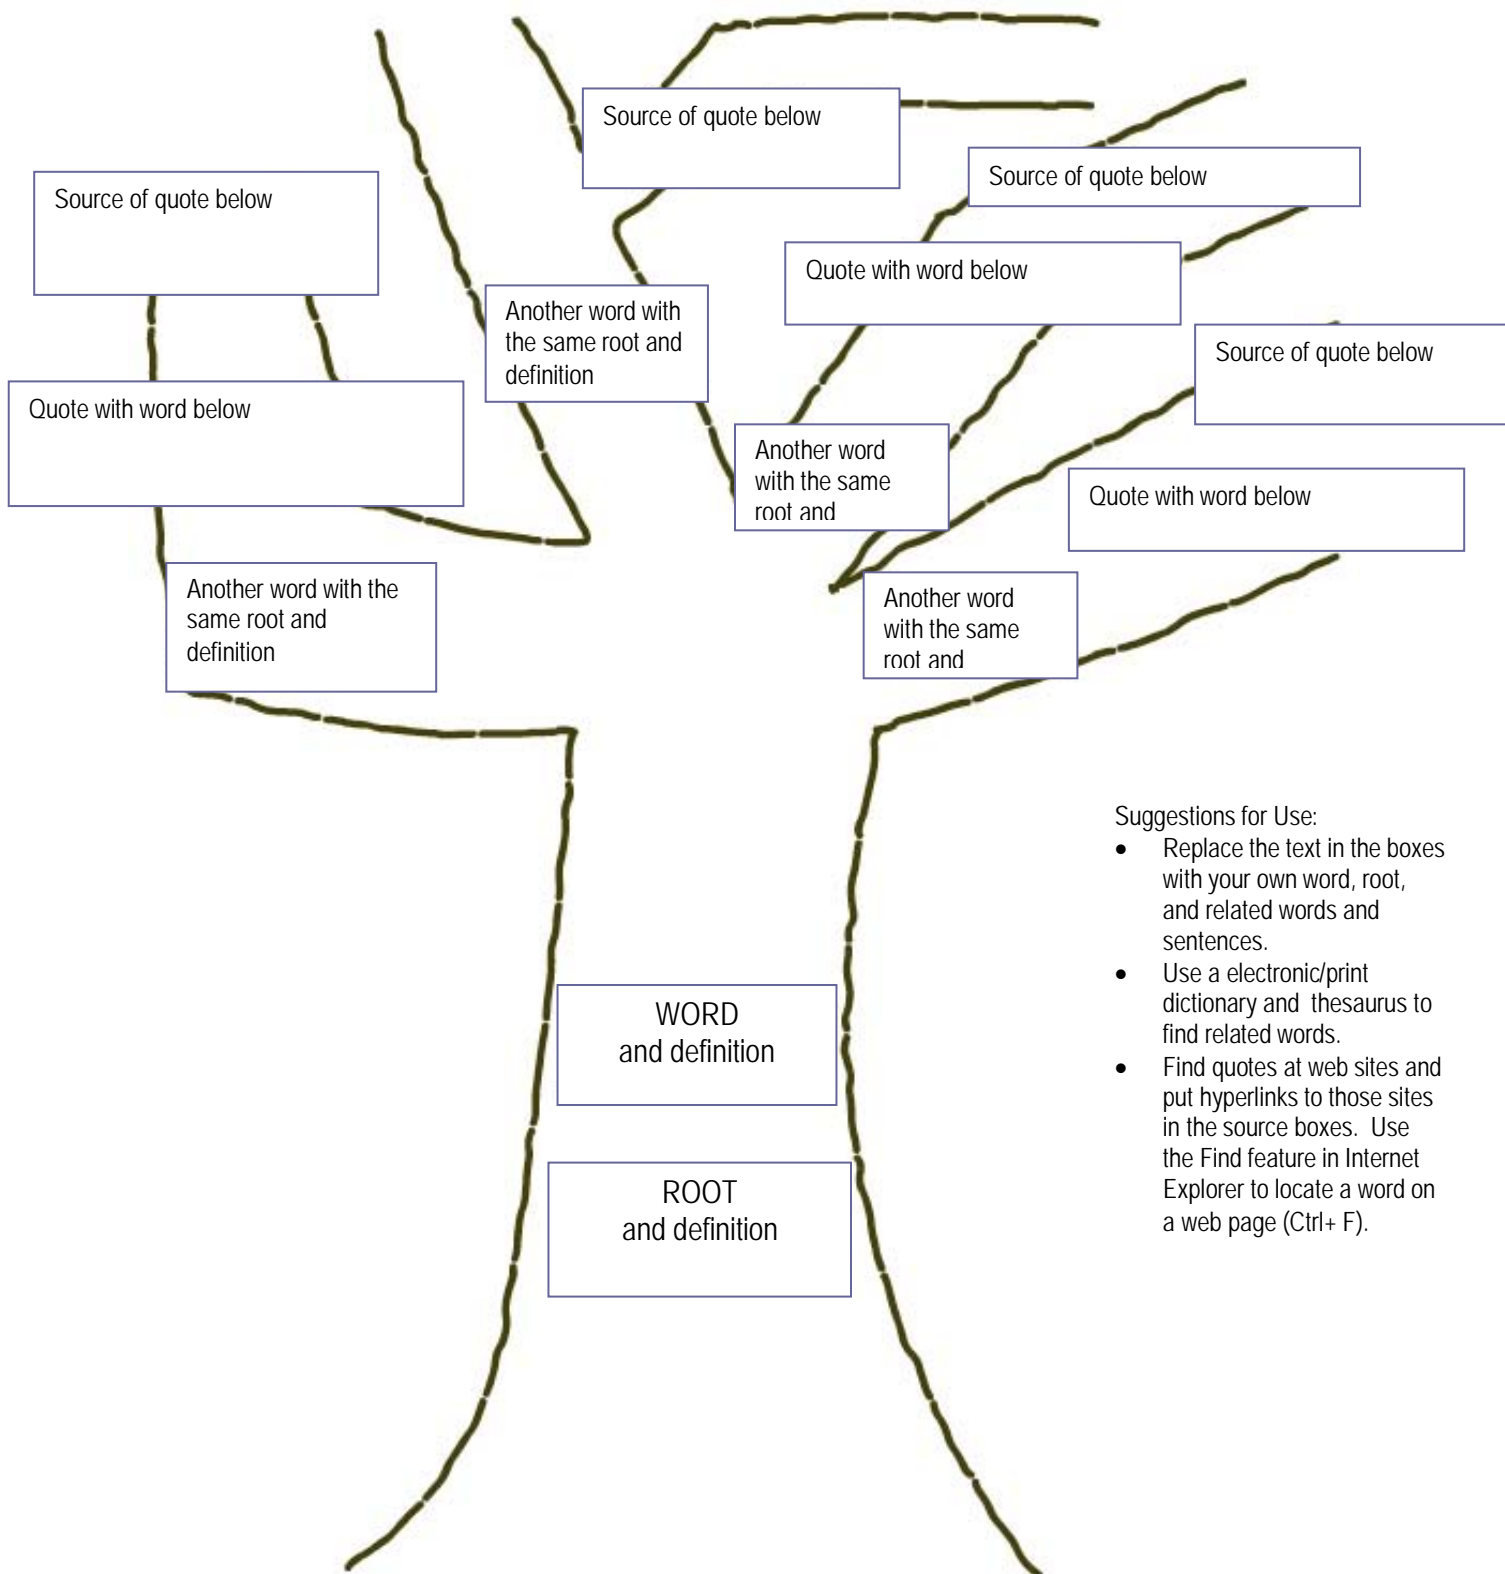 Source of quote below
Source of quote below
Source of quote below
Quote with word below
Another word with
the same root and
definition
Source of quote below
Quote with word below
Another word
with the same
root and
Quote with word below
Another word with the
same root and
definition
Another word
with the same
root and
Suggestions for Use:
• Replace the text in the boxes
with your own word, root,
and related words and
sentences.
• Use a electronic/print
dictionary and thesaurus to
find related words.
• Find quotes at web sites and
put hyperlinks to those sites
in the source boxes. Use
the Find feature in Internet
Explorer to locate a word on
a web page (Ctrl+ F).
WORD
and definition
ROOT
and definition